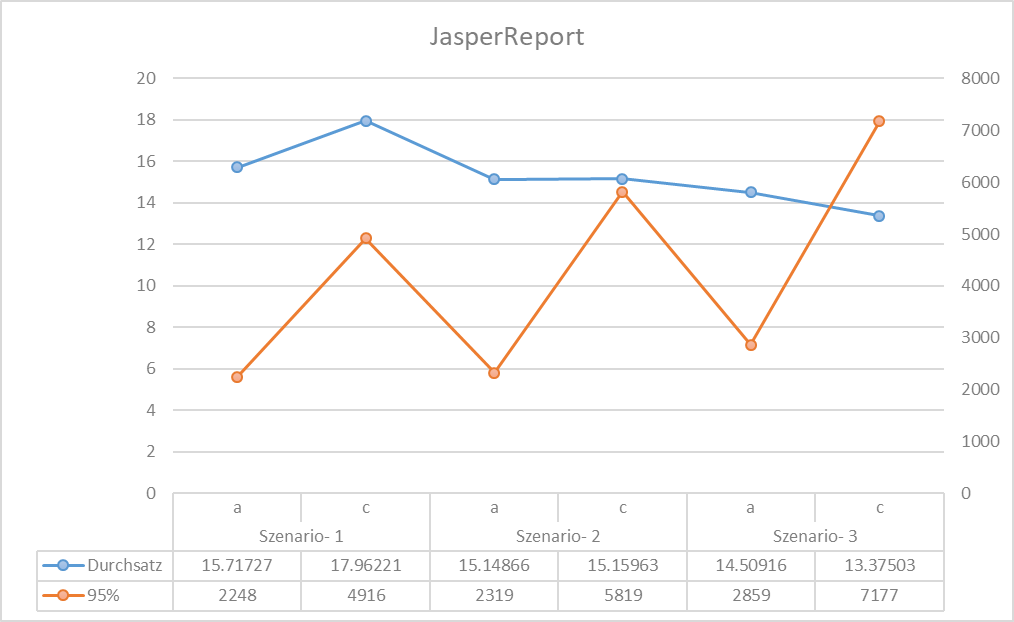 JasperReport
20 8000
18 7000
16 6000
14 5000
12 4000
10 3000
8 2000
6 1000
4 0
2
0
a c a c a c
Szenario- 1 Szenario- 2 Szenario- 3
Durchsatz 15.71727 17.96221 15.14866 15.15963 14.50916 13.37503
95% 2248 4916 2319 5819 2859 7177